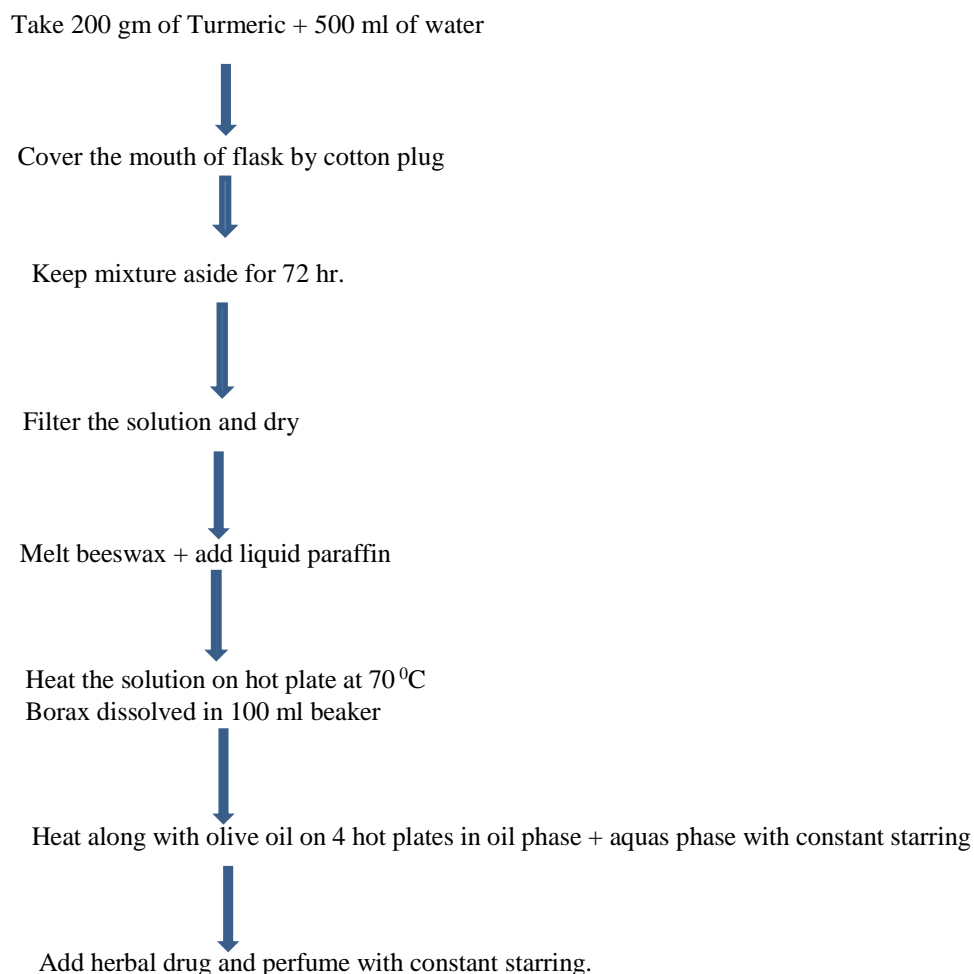 Take 200 gm of Turmeric + 500 ml of water
Cover the mouth of flask by cotton plug
Keep mixture aside for 72 hr.
Filter the solution and dry
Melt beeswax + add liquid paraffin
Heat the solution on hot plate at 70 ⁰C
Borax dissolved in 100 ml beaker
Heat along with olive oil on 4 hot plates in oil phase + aquas phase with constant starring
Add herbal drug and perfume with constant starring.